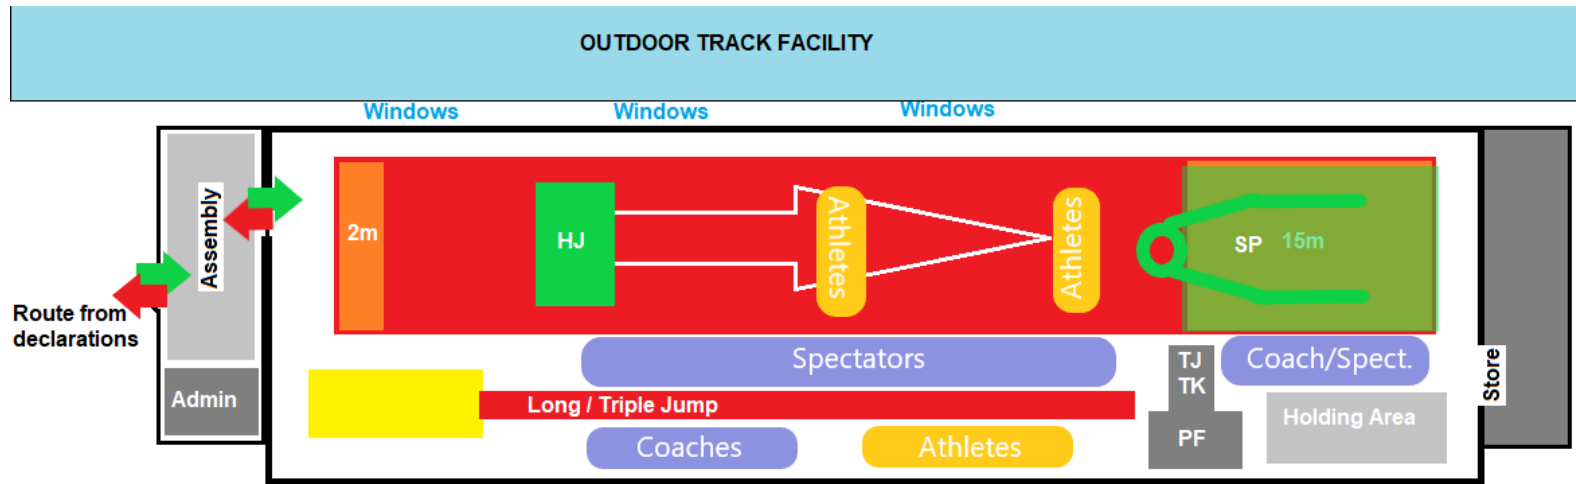 OUTDOOR TRACK FACILITY
Windows
Windows
Windows
Assembly
Route from
declarations
Admin
2m
HJ
Athletes
Athletes
SP
15m
Spectators
Coach/Spect.
TJ
TK
PF
Long / Triple Jump
Coaches
Athletes
Holding Area
Store